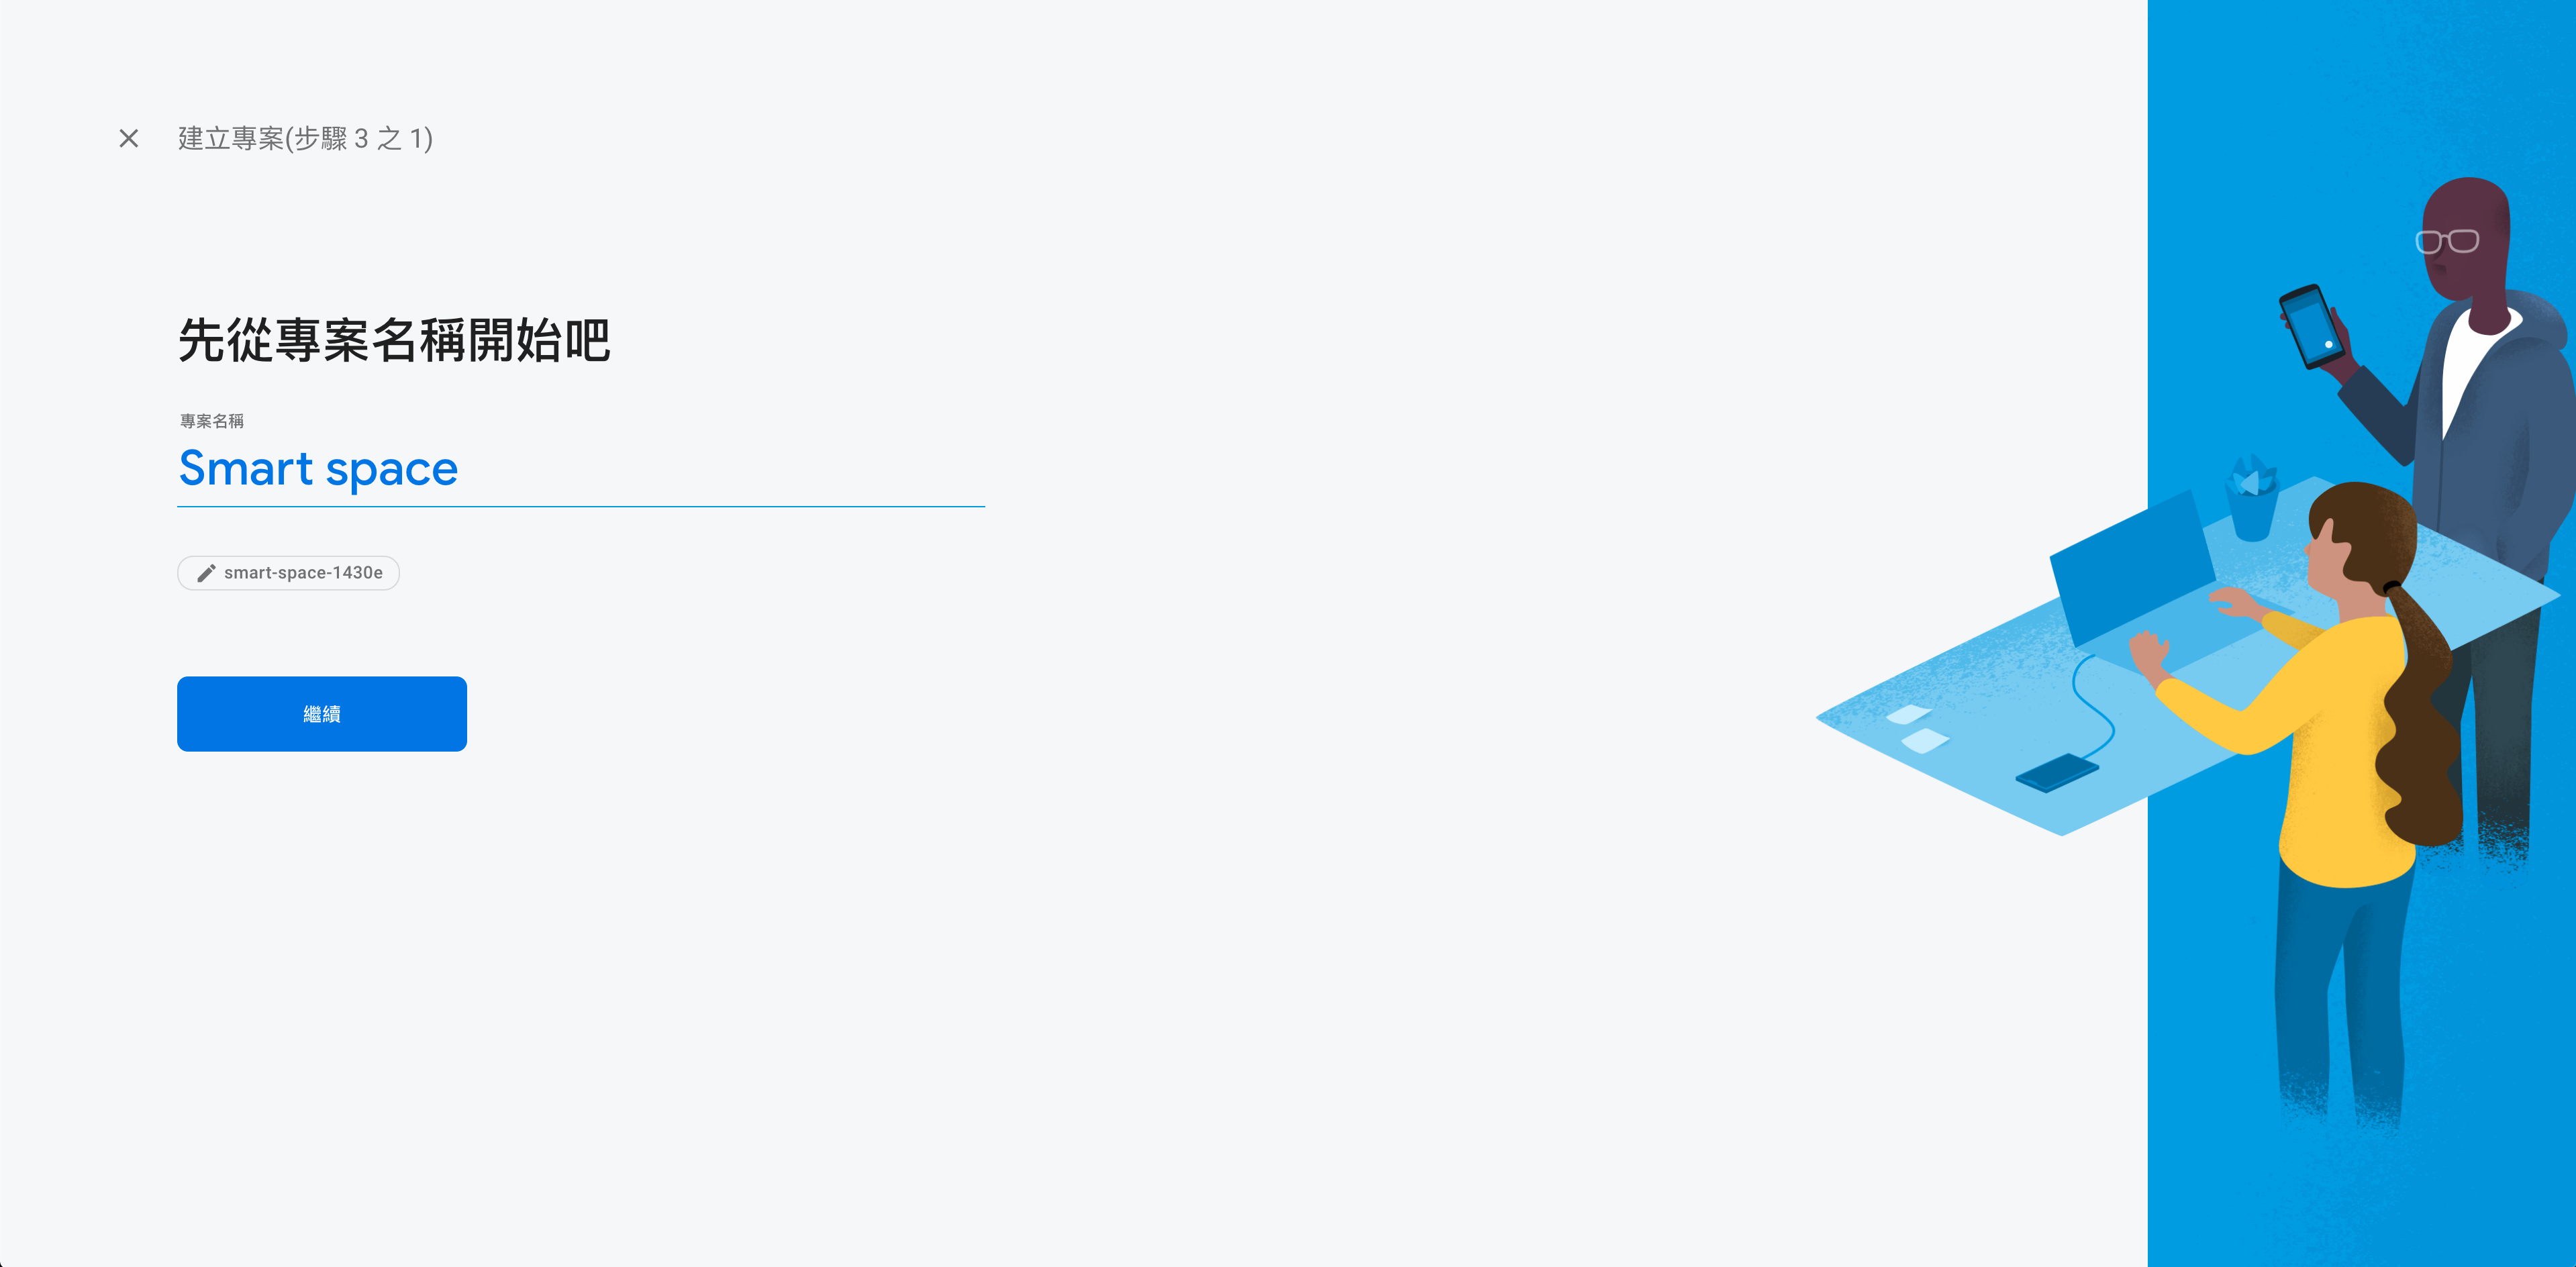 建立專案(步驟 3 之 1)
先從專案名稱開始吧
專案名稱
Smart space
smart-space-1430e
繼續